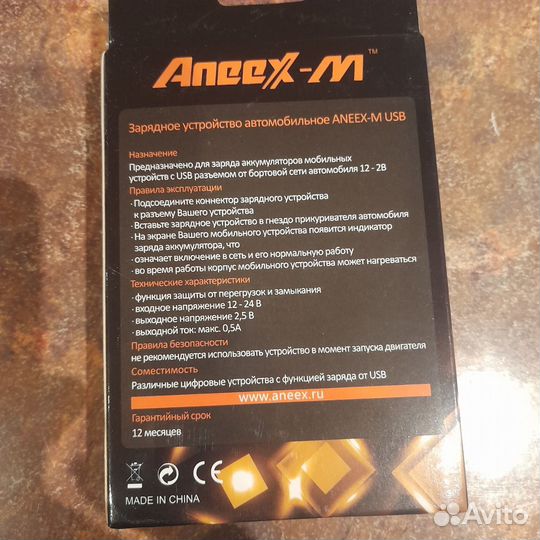 Aneex-m™
Зарядное устройство автомобильное ANEEX-M USB
Назначение
Предназначено для заряда аккумуляторов мобильных
устройств с USB разъемом от бортовой сети автомобиля 12 - 2В
Правила эксплуатации
· Подсоедините коннектор зарядного устройства
к разъему Вашего устройства
· Вставьте зарядное устройство в гнездо прикуривателя автомобиля
· На экране Вашего мобильного устройства появится индикатор
заряда аккумулятора, что
· означает включение в сеть и его нормальную работу
· во время работы корпус мобильного устройства может нагреваться
Технические характеристики
· функция защиты от перегрузок и замыкания
· входное напряжение 12 - 24 В
· выходное напряжение 2,5 В
· выходной ток: макс. 0,5А
Правила безопасности
не рекомендуется использовать устройство в момент запуска двигателя
Совместимость
Различные цифровые устройства с функцией заряда от USB
www.aneex.ru
Гарантийный срок
12 месяцев
CE
MADE IN CHINA
Avito